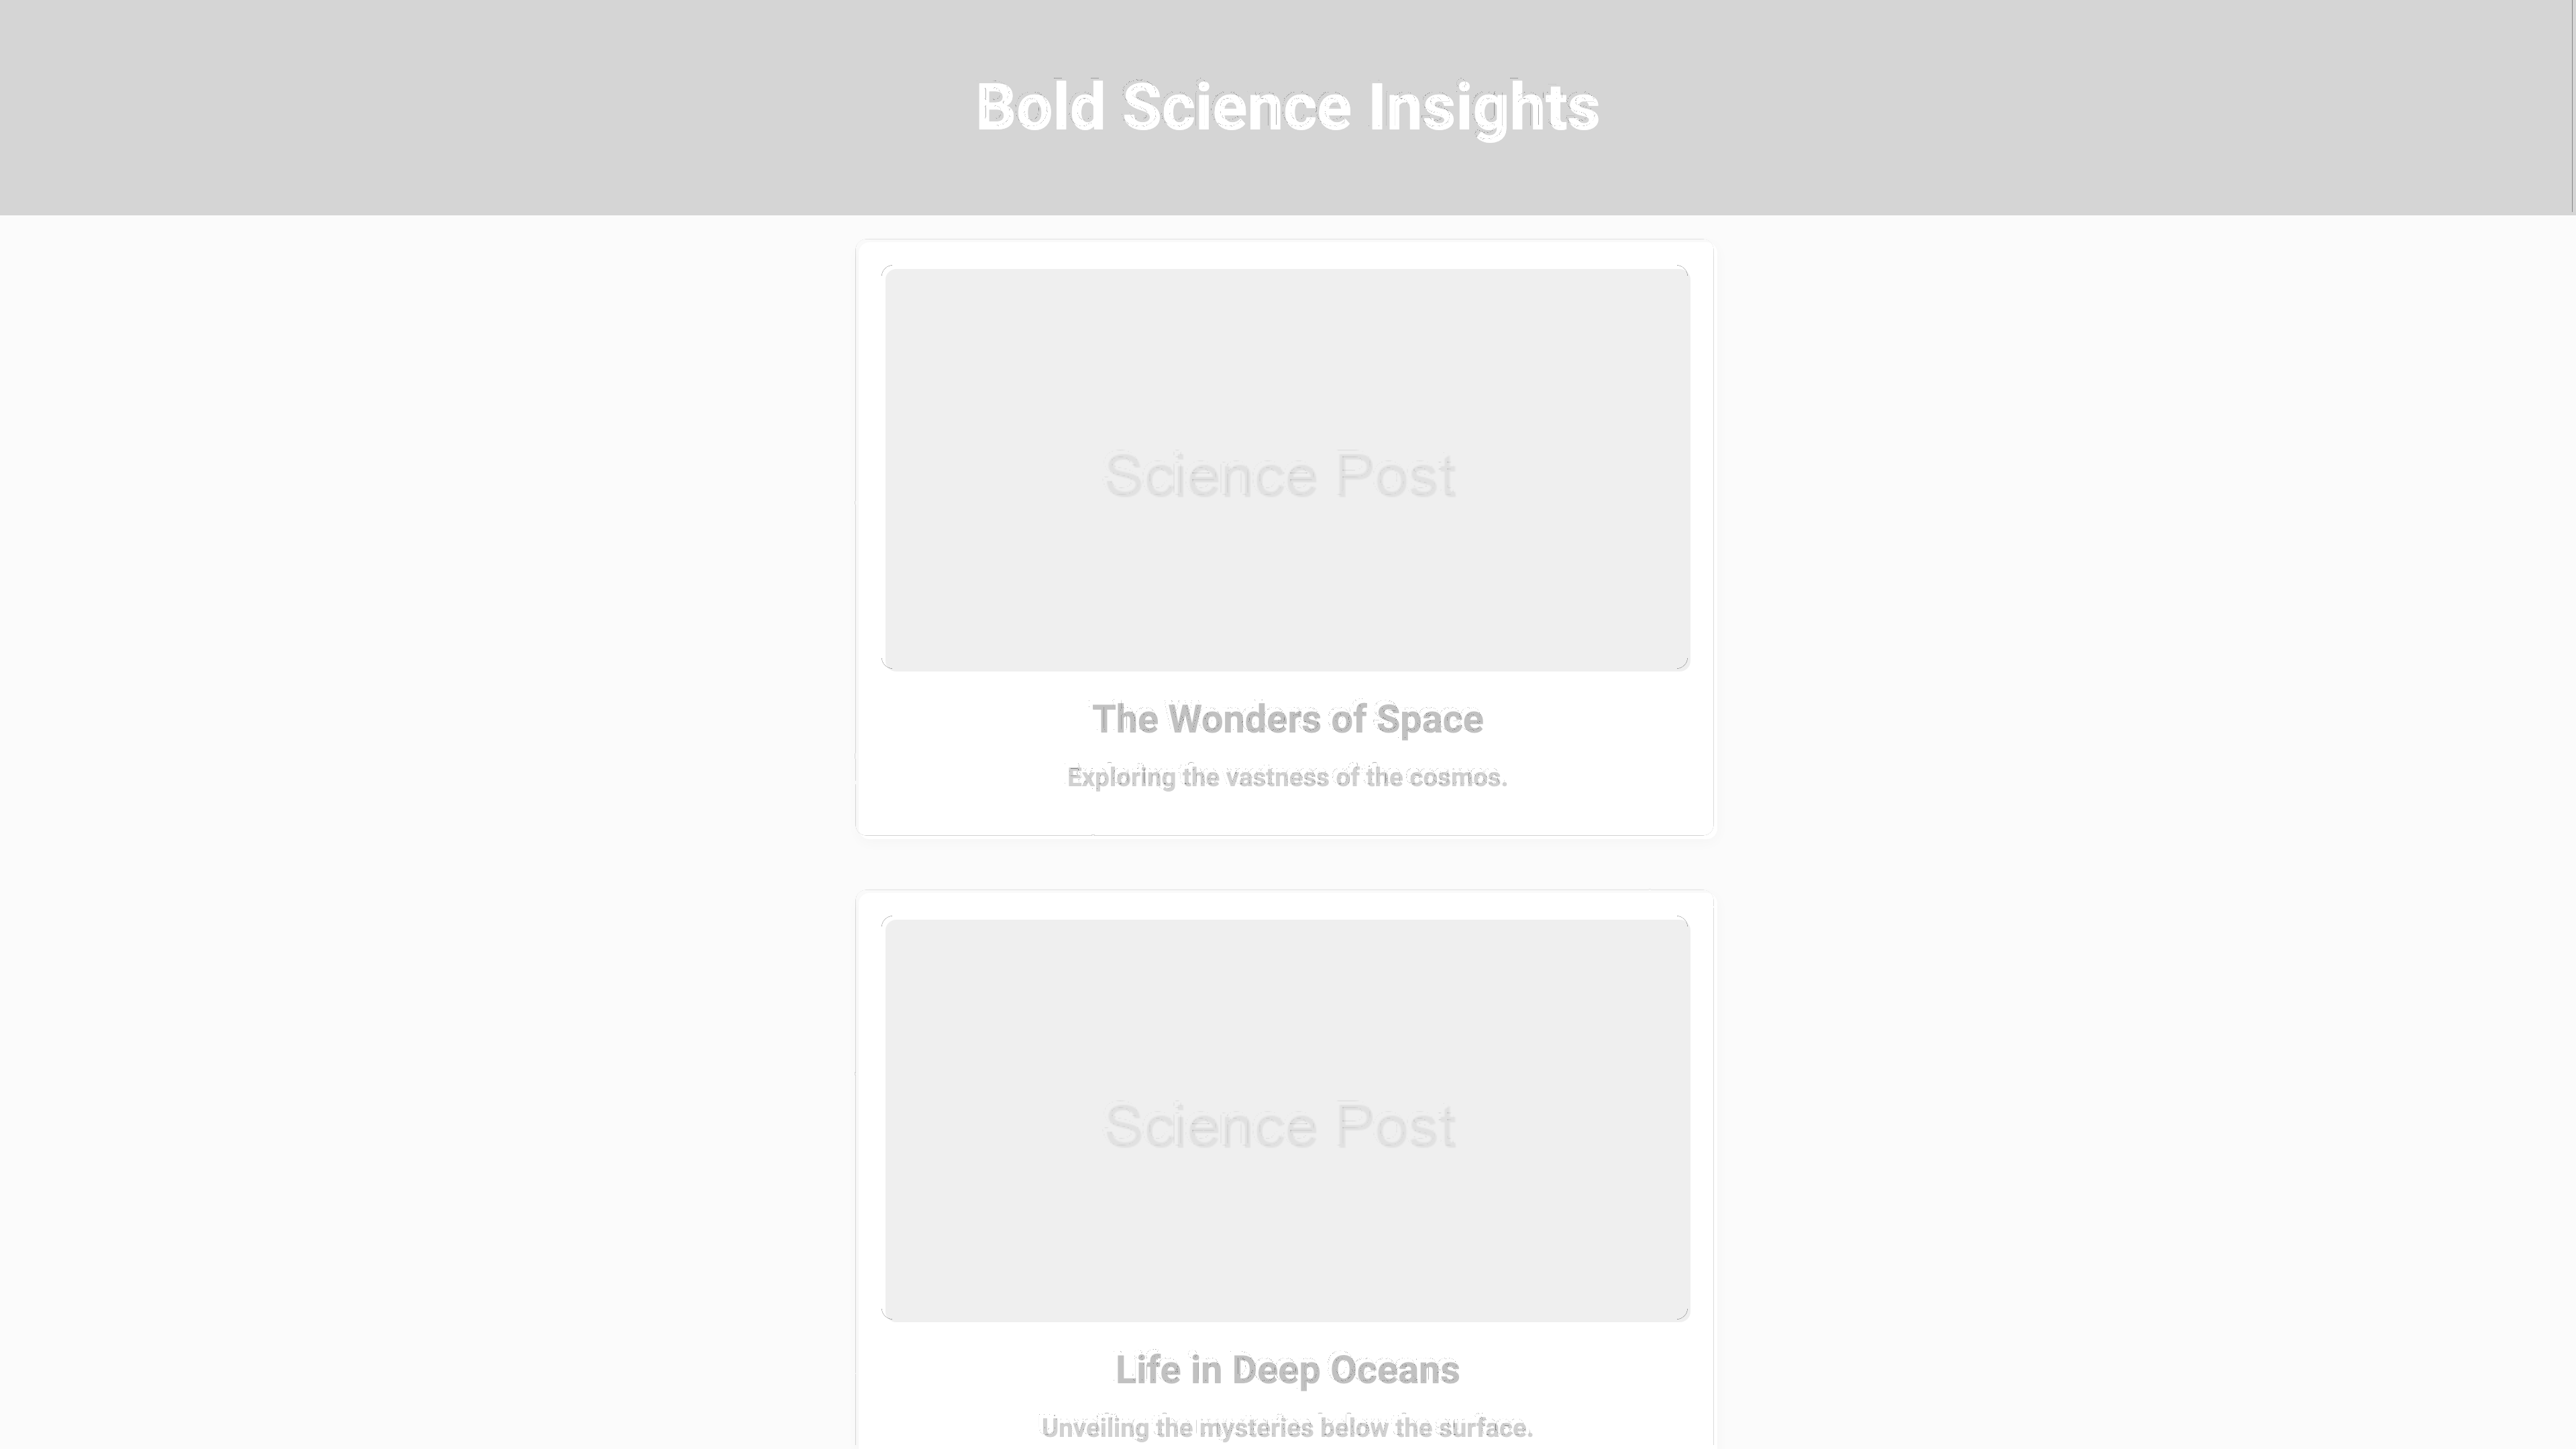 Bold Science Insights
Science Post
The Wonders of Space
Exploring the vastness of the cosmos.
Science Post
Life in Deep Oceans
Unveiling the mysteries below the surface.